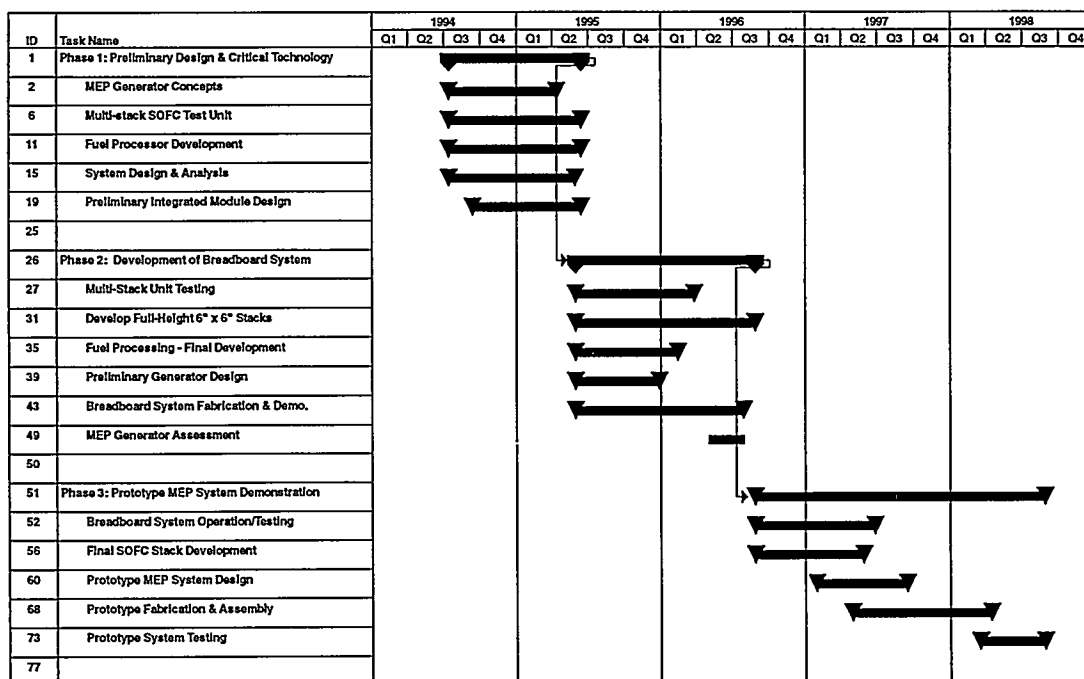 1994 1995 1996 1997 1998
ID Task Name Q1 Q2 Q3 Q4 Q1 Q2 Q3 Q4 Q1 Q2 Q3 Q4 Q1 Q2 Q3 Q4 Q1 Q2 Q3 Q4
1 Phase 1: Preliminary Design & Critical Technology
2 MEP Generator Concepts
6 Multi-stack SOFC Test Unit
11 Fuel Processor Development
15 System Design & Analysis
19 Preliminary Integrated Module Design
25
26 Phase 2: Development of Breadboard System
27 Multi-Stack Unit Testing
31 Develop Full-Height 6" x 6" Stacks
35 Fuel Processing - Final Development
39 Preliminary Generator Design
43 Breadboard System Fabrication & Demo.
49 MEP Generator Assessment
50
51 Phase 3: Prototype MEP System Demonstration
52 Breadboard System Operation/Testing
56 Final SOFC Stack Development
60 Prototype MEP System Design
68 Prototype Fabrication & Assembly
73 Prototype System Testing
77